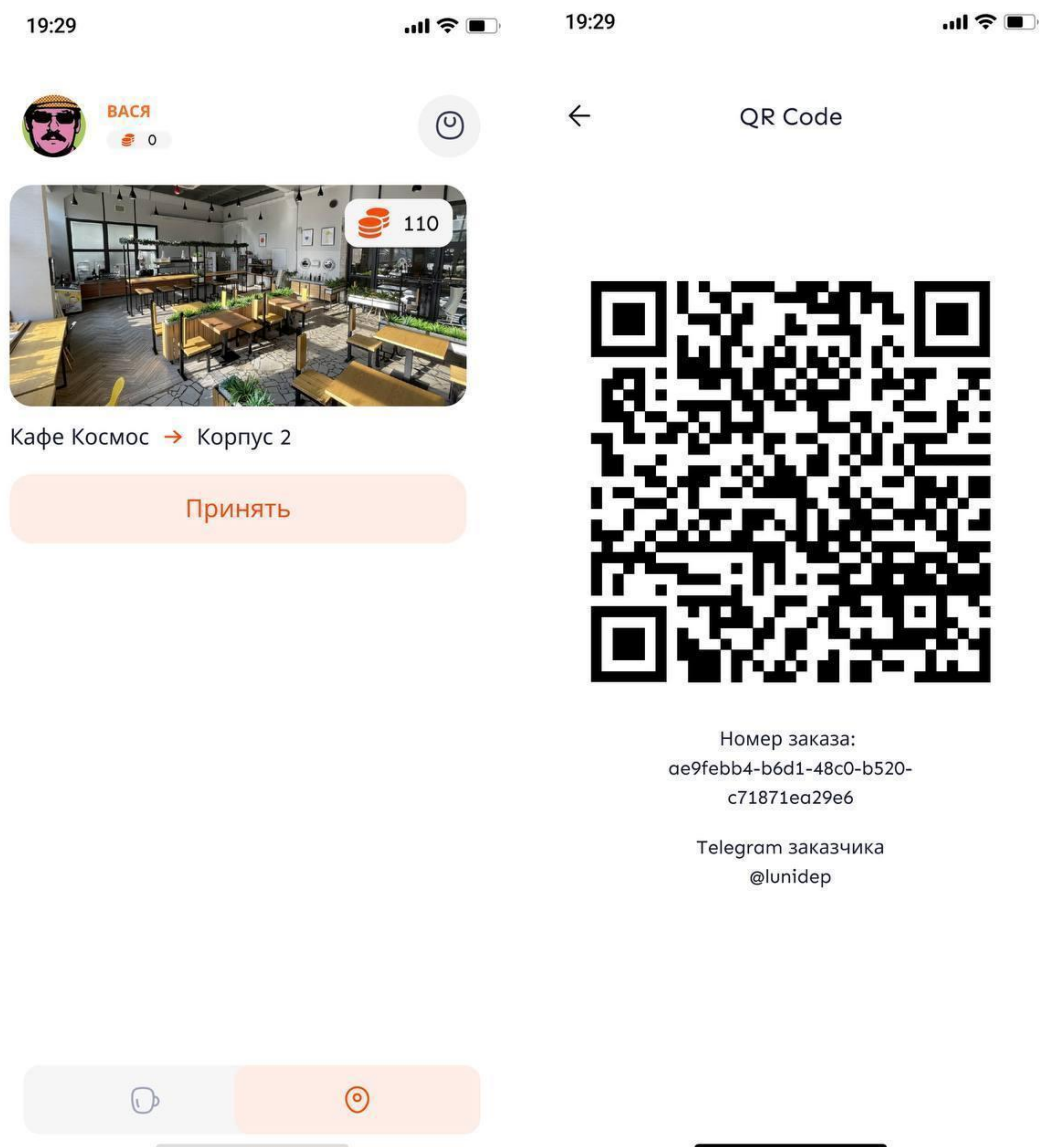 19:29
ВАСЯ
0
110
Кафе Космос → Корпус 2
Принять
19:29
QR Code
Номер заказа:
ae9febb4-b6d1-48c0-b520-
c71871ea29e6
Telegram заказчика
@lunidep